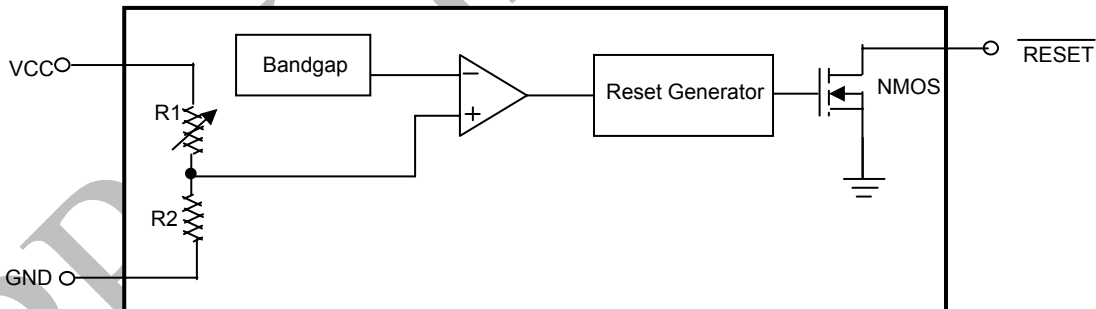 VCC
Bandgap
R1
−
+
Reset Generator
NMOS
RESET
R2
GND